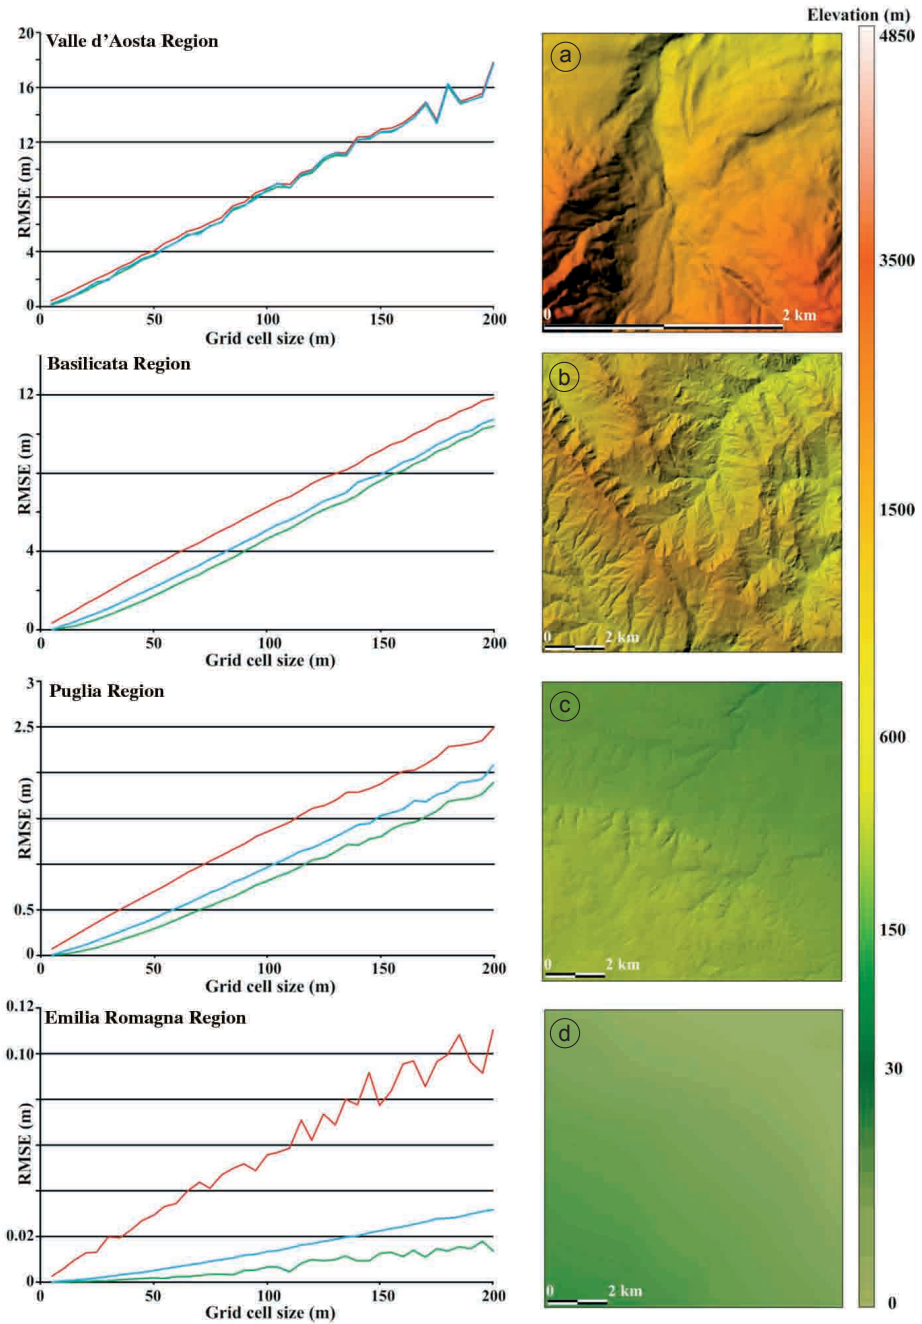 Elevation (m)
Valle d’Aosta Region
20
16
12
4
0
RMSE (m)
0 50 100 150 200
Grid cell size (m)
a
0 2 km
Basilicata Region
12
4
0
RMSE (m)
0 50 100 150 200
Grid cell size (m)
b
0 2 km
Puglia Region
3
2.5
0.5
0
RMSE (m)
0 50 100 150 200
Grid cell size (m)
c
0 2 km
Emilia Romagna Region
0.12
0.10
0.02
0
RMSE (m)
0 50 100 150 200
Grid cell size (m)
d
0 2 km
4850
3500
1500
600
150
30
0